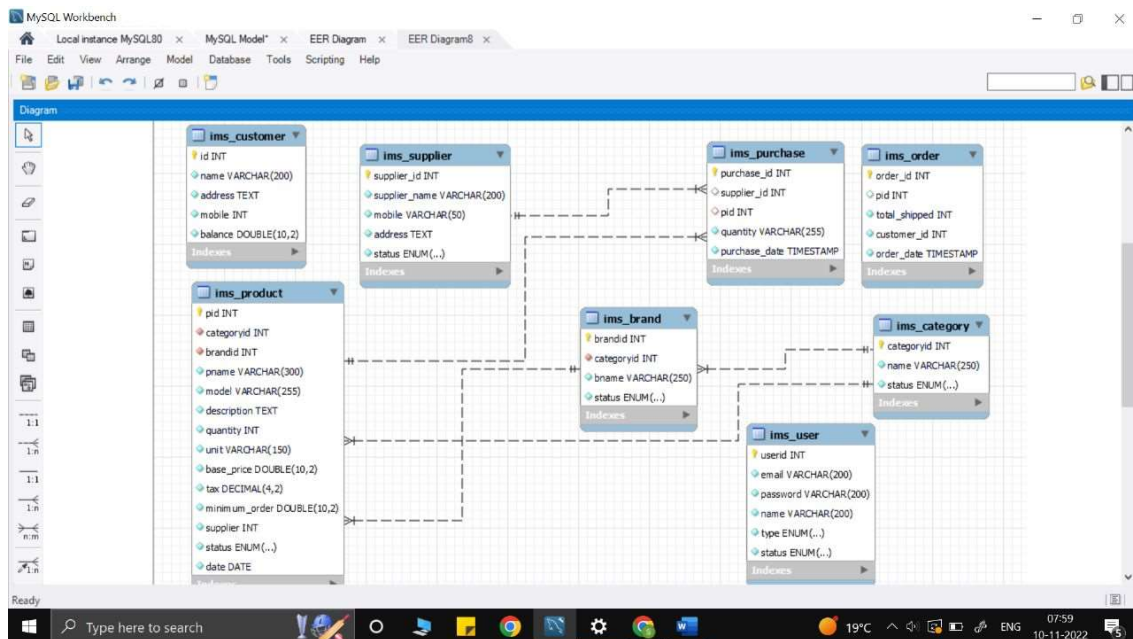 MySQL Workbench
Local instance MySQL80 × MySQL Model* × EER Diagram × EER Diagram8 ×
File Edit View Arrange Model Database Tools Scripting Help
Diagram
ims_customer
id INT
name VARCHAR(200)
address TEXT
mobile INT
balance DOUBLE(10,2)
Indexes
ims_supplier
supplier_id INT
supplier_name VARCHAR(200)
mobile VARCHAR(50)
address TEXT
status ENUM(...)
Indexes
ims_purchase
purchase_id INT
supplier_id INT
pid INT
quantity VARCHAR(255)
purchase_date TIMESTAMP
Indexes
ims_order
order_id INT
pid INT
total_shipped INT
customer_id INT
order_date TIMESTAMP
Indexes
ims_product
pid INT
categoryid INT
brandid INT
pname VARCHAR(300)
model VARCHAR(255)
description TEXT
quantity INT
unit VARCHAR(150)
base_price DOUBLE(10,2)
tax DECIMAL(4,2)
minimum_order DOUBLE(10,2)
supplier INT
status ENUM(...)
date DATE
ims_brand
brandid INT
categoryid INT
bname VARCHAR(250)
status ENUM(...)
Indexes
ims_category
categoryid INT
name VARCHAR(250)
status ENUM(...)
Indexes
ims_user
userid INT
email VARCHAR(200)
password VARCHAR(200)
name VARCHAR(200)
type ENUM(...)
status ENUM(...)
Indexes
1:1
1:n
1:1
1:n
n:m
1:n
Ready
Type here to search
19°C ENG 07:59
10-11-2022
5